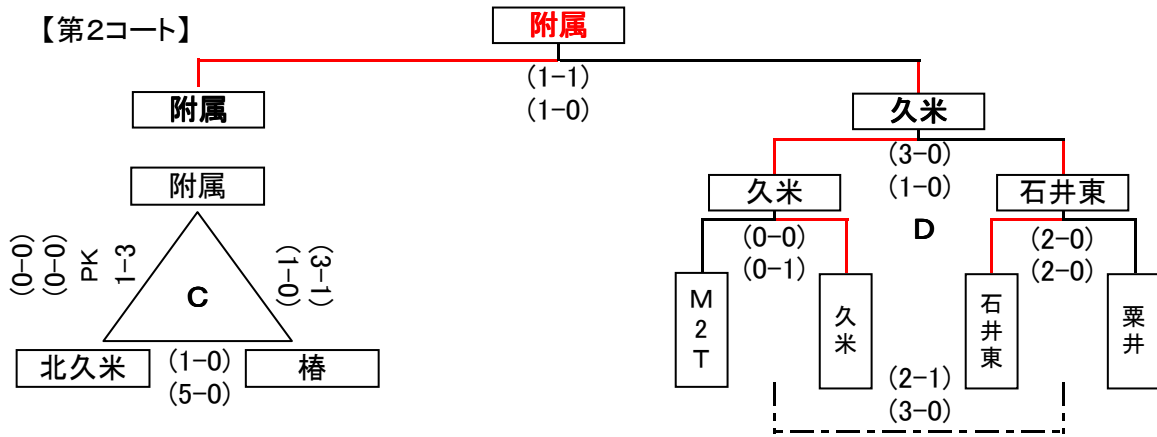 【第2コート】
附属
(1-1)
(1-0)
附属
久米
(3-0)
(1-0)
附属
久米
石井東
(0-0)
(0-0)
PK
1-3
(3-1)
(1-0)
C
(0-0)
(0-1)
D
(2-0)
(2-0)
M2T
久米
石井東
粟井
北久米
(1-0)
(5-0)
椿
(2-1)
(3-0)